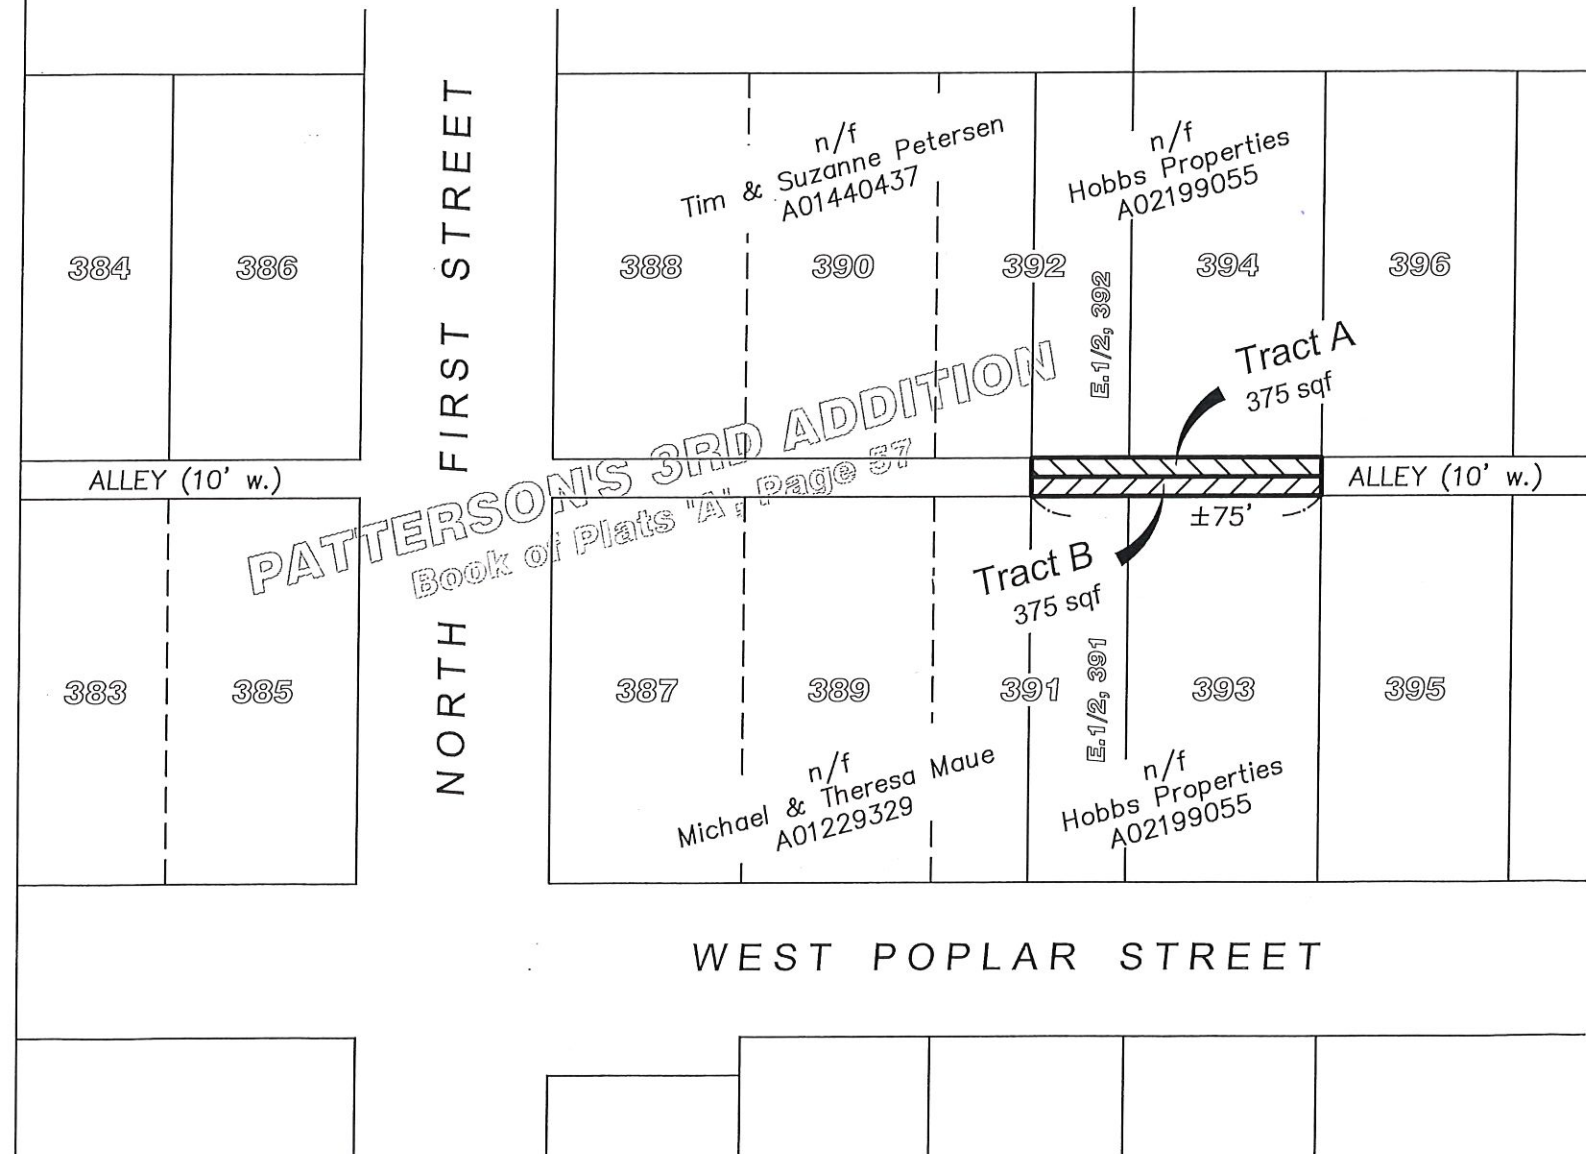 n/f
Tim & Suzanne Petersen
A01440437
n/f
Hobbs Properties
A02199055
384
386
388
390
392
394
396
E.1/2, 392
Tract A
375 sqf
NORTH FIRST STREET
PATTERSON'S 3RD ADDITION
Book of Plats "A", Page 57
ALLEY (10' w.)
ALLEY (10' w.)
±75'
Tract B
375 sqf
383
385
387
389
391
393
395
E.1/2, 391
n/f
Michael & Theresa Maue
A01229329
n/f
Hobbs Properties
A02199055
WEST POPLAR STREET